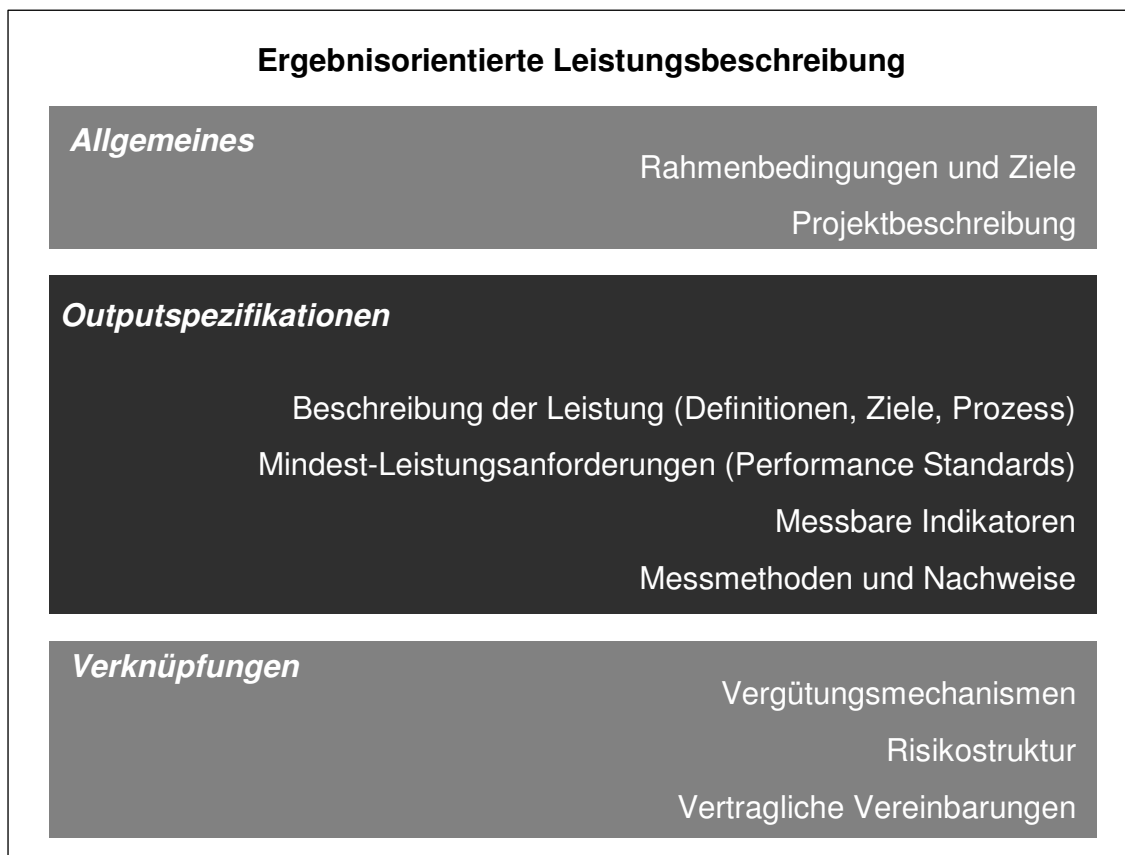 Ergebnisorientierte Leistungsbeschreibung
Allgemeines
Rahmenbedingungen und Ziele
Projektbeschreibung
Outputspezifikationen
Beschreibung der Leistung (Definitionen, Ziele, Prozess)
Mindest-Leistungsanforderungen (Performance Standards)
Messbare Indikatoren
Messmethoden und Nachweise
Verknüpfungen
Vergütungsmechanismen
Risikostruktur
Vertragliche Vereinbarungen